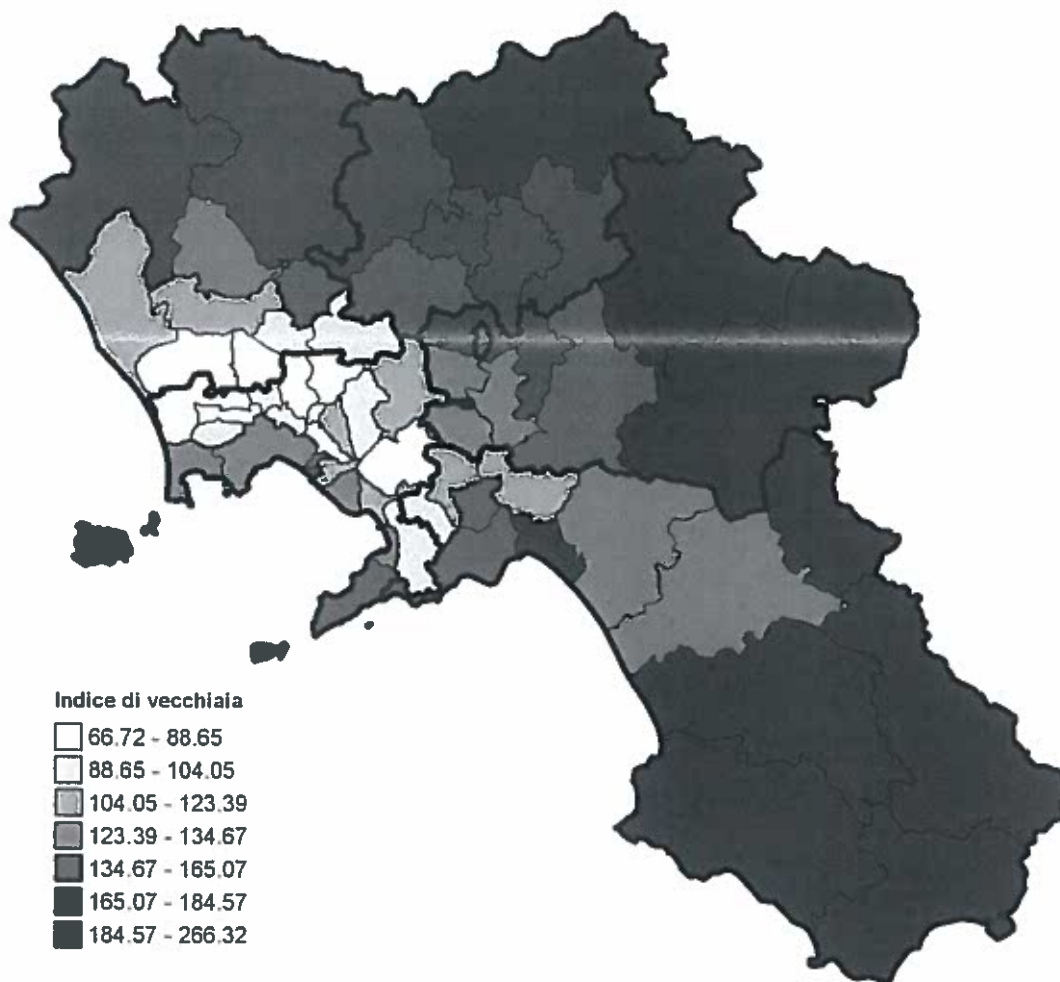 Indice di vecchiaia
66.72 - 88.65
88.65 - 104.05
104.05 - 123.39
123.39 - 134.67
134.67 - 165.07
165.07 - 184.57
184.57 - 266.32